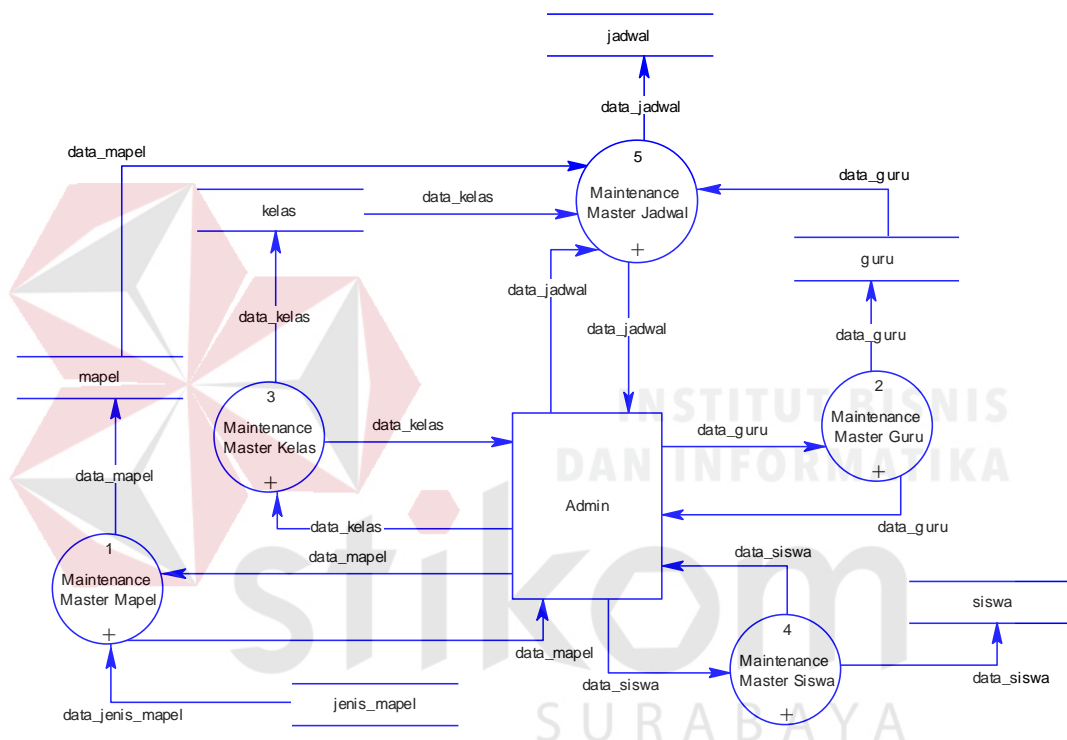 jadwal
data_jadwal
data_mapel
5
Maintenance
Master Jadwal
+
data_guru
data_kelas
kelas
guru
data_jadwal
data_kelas
data_jadwal
data_guru
mapel
3
Maintenance
Master Kelas
+
data_kelas
2
Maintenance
Master Guru
+
data_guru
INSTITUT BISNIS
DAN INFORMATIKA
data_mapel
Admin
data_kelas
data_guru
1
Maintenance
Master Mapel
+
data_mapel
data_siswa
stikom
siswa
4
Maintenance
Master Siswa
+
data_mapel
data_siswa
data_siswa
data_jenis_mapel
jenis_mapel
SURABAYA